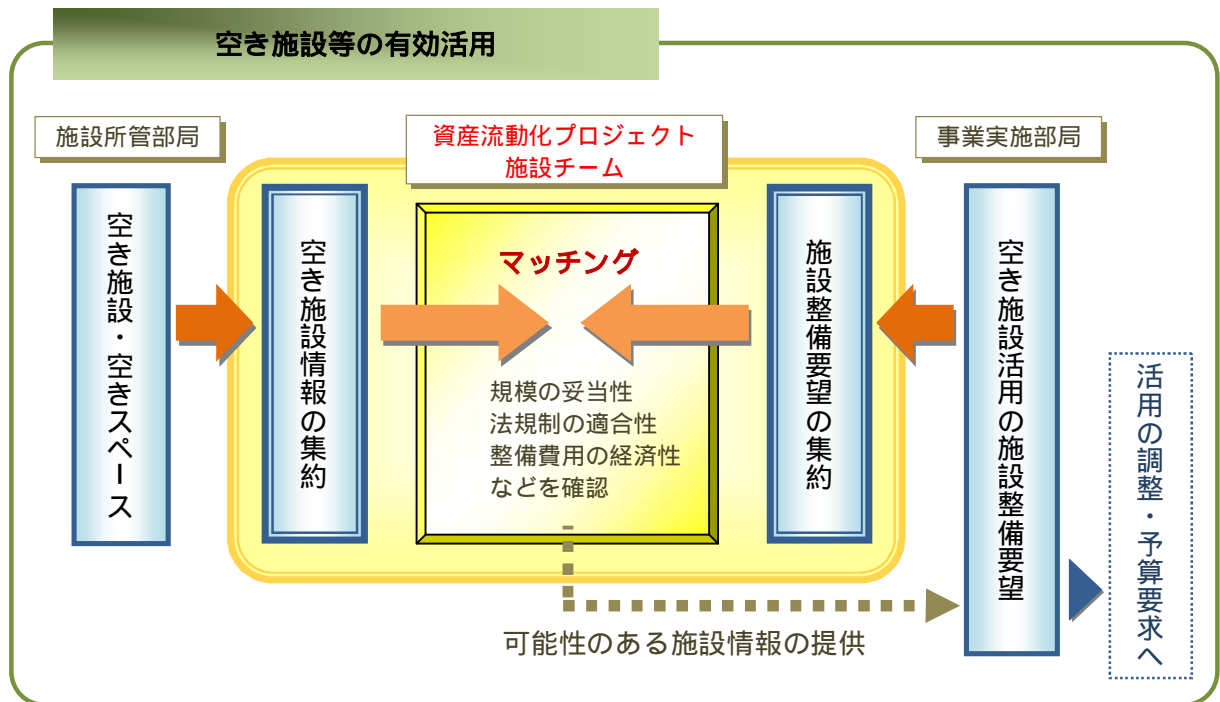 空き施設等の有効活用
施設所管部局
資産流動化プロジェクト
施設チーム
事業実施部局
空き施設・空きスペース
空き施設情報の集約
マッチング
規模の妥当性
法規制の適合性
整備費用の経済性
などを確認
施設整備要望の集約
空き施設活用の施設整備要望
活用の調整・予算要求へ
可能性のある施設情報の提供